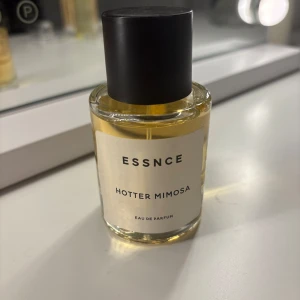 P
ESSNCE
HOTTER MIMOSA
EAU DE PARFUM